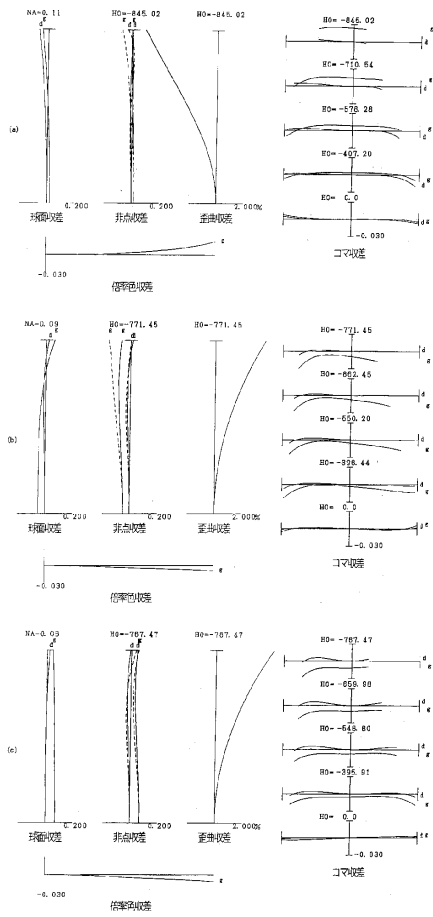 NA=0.11
H0=-845.02
H0=-845.02
H0=-845.02
d g
g d
g
d
H0= -710.54
g
d
H0= -578.28
(a)
g
d
H0= -407.20
g
d
H0= 0.0
0.200
0.200
2.000%
d g
球面収差
非点収差
歪曲収差
-0.030
g
コマ収差
-0.030
倍率色収差
NA=0.09
H0=-771.45
H0=-771.45
H0=-771.45
d g
g g d
d
g
H0= -662.45
d
g
H0= -550.20
(b)
d
g
H0= -398.44
d
g
H0= 0.0
0.200
0.200
2.000%
球面収差
非点収差
歪曲収差
-0.030
g
コマ収差
-0.030
倍率色収差
NA=0.05
H0=-767.47
H0=-767.47
H0=-767.47
g
d
g
d d
d
g
H0= -659.96
d
g
H0= -548.80
(c)
d
g
H0= -395.91
d
g
H0= 0.0
0.200
0.200
2.000%
球面収差
非点収差
歪曲収差
-0.030
g
コマ収差
-0.030
倍率色収差